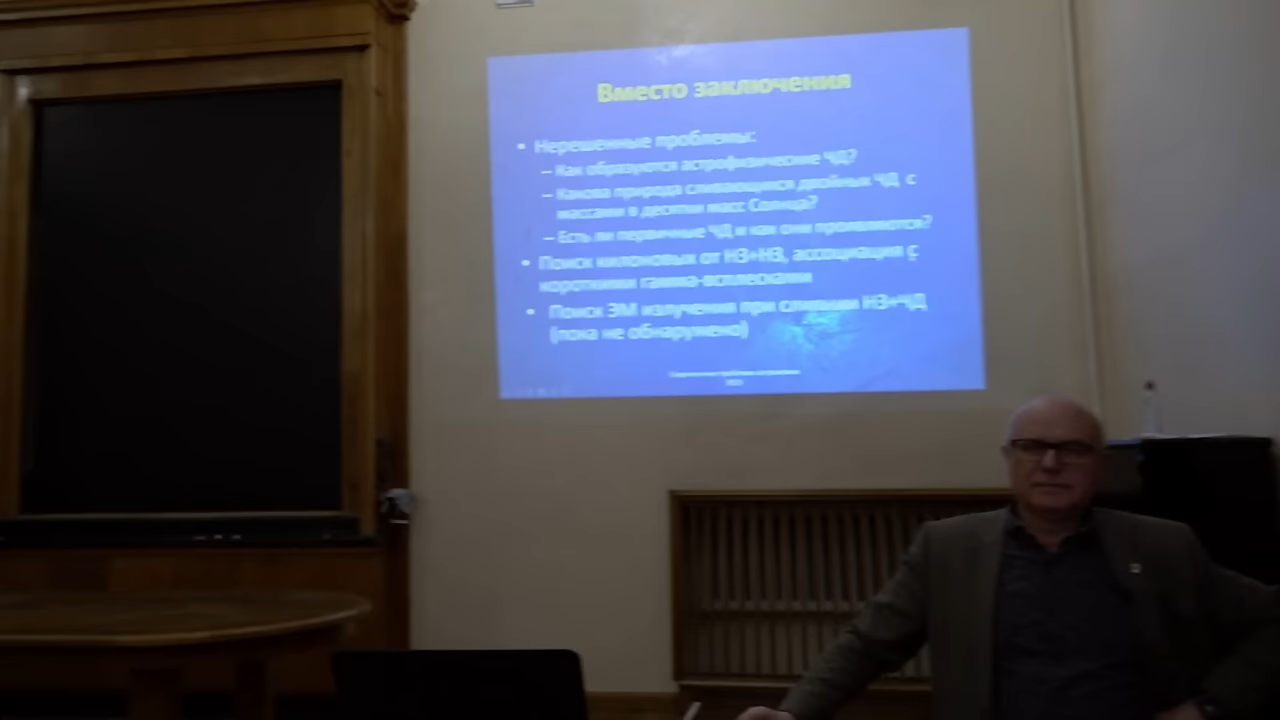 Вместо заключения
• Нерешенные проблемы:
– Как образуются астрофизические ЧД?
– Какова природа сливающихся двойных ЧД с
массами в десятки масс Солнца?
– Есть ли первичные ЧД и как они проявляются?
• Поиск килоновых от НЗ+НЗ, ассоциация с
короткими гамма-всплесками
• Поиск ЭМ излучения при слиянии НЗ+ЧД
(пока не обнаружено)